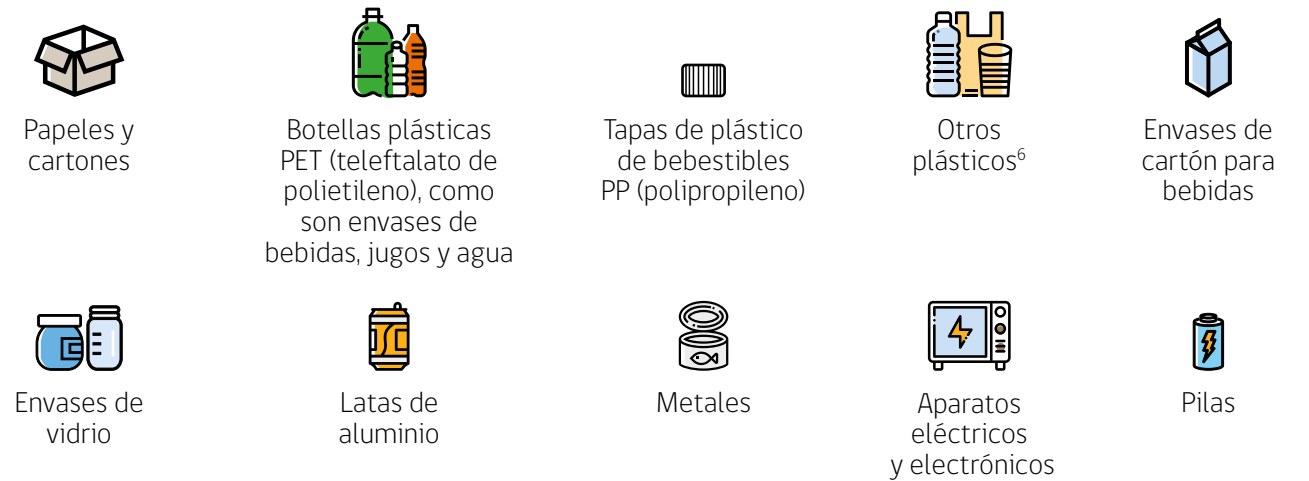 Papeles y
cartones
Botellas plásticas
PET (teleftalato de
polietileno), como
son envases de
bebidas, jugos y agua
Tapas de plástico
de bebestibles
PP (polipropileno)
Otros
plásticos⁶
Envases de
cartón para
bebidas
Envases de
vidrio
Latas de
aluminio
Metales
Aparatos
eléctricos
y electrónicos
Pilas